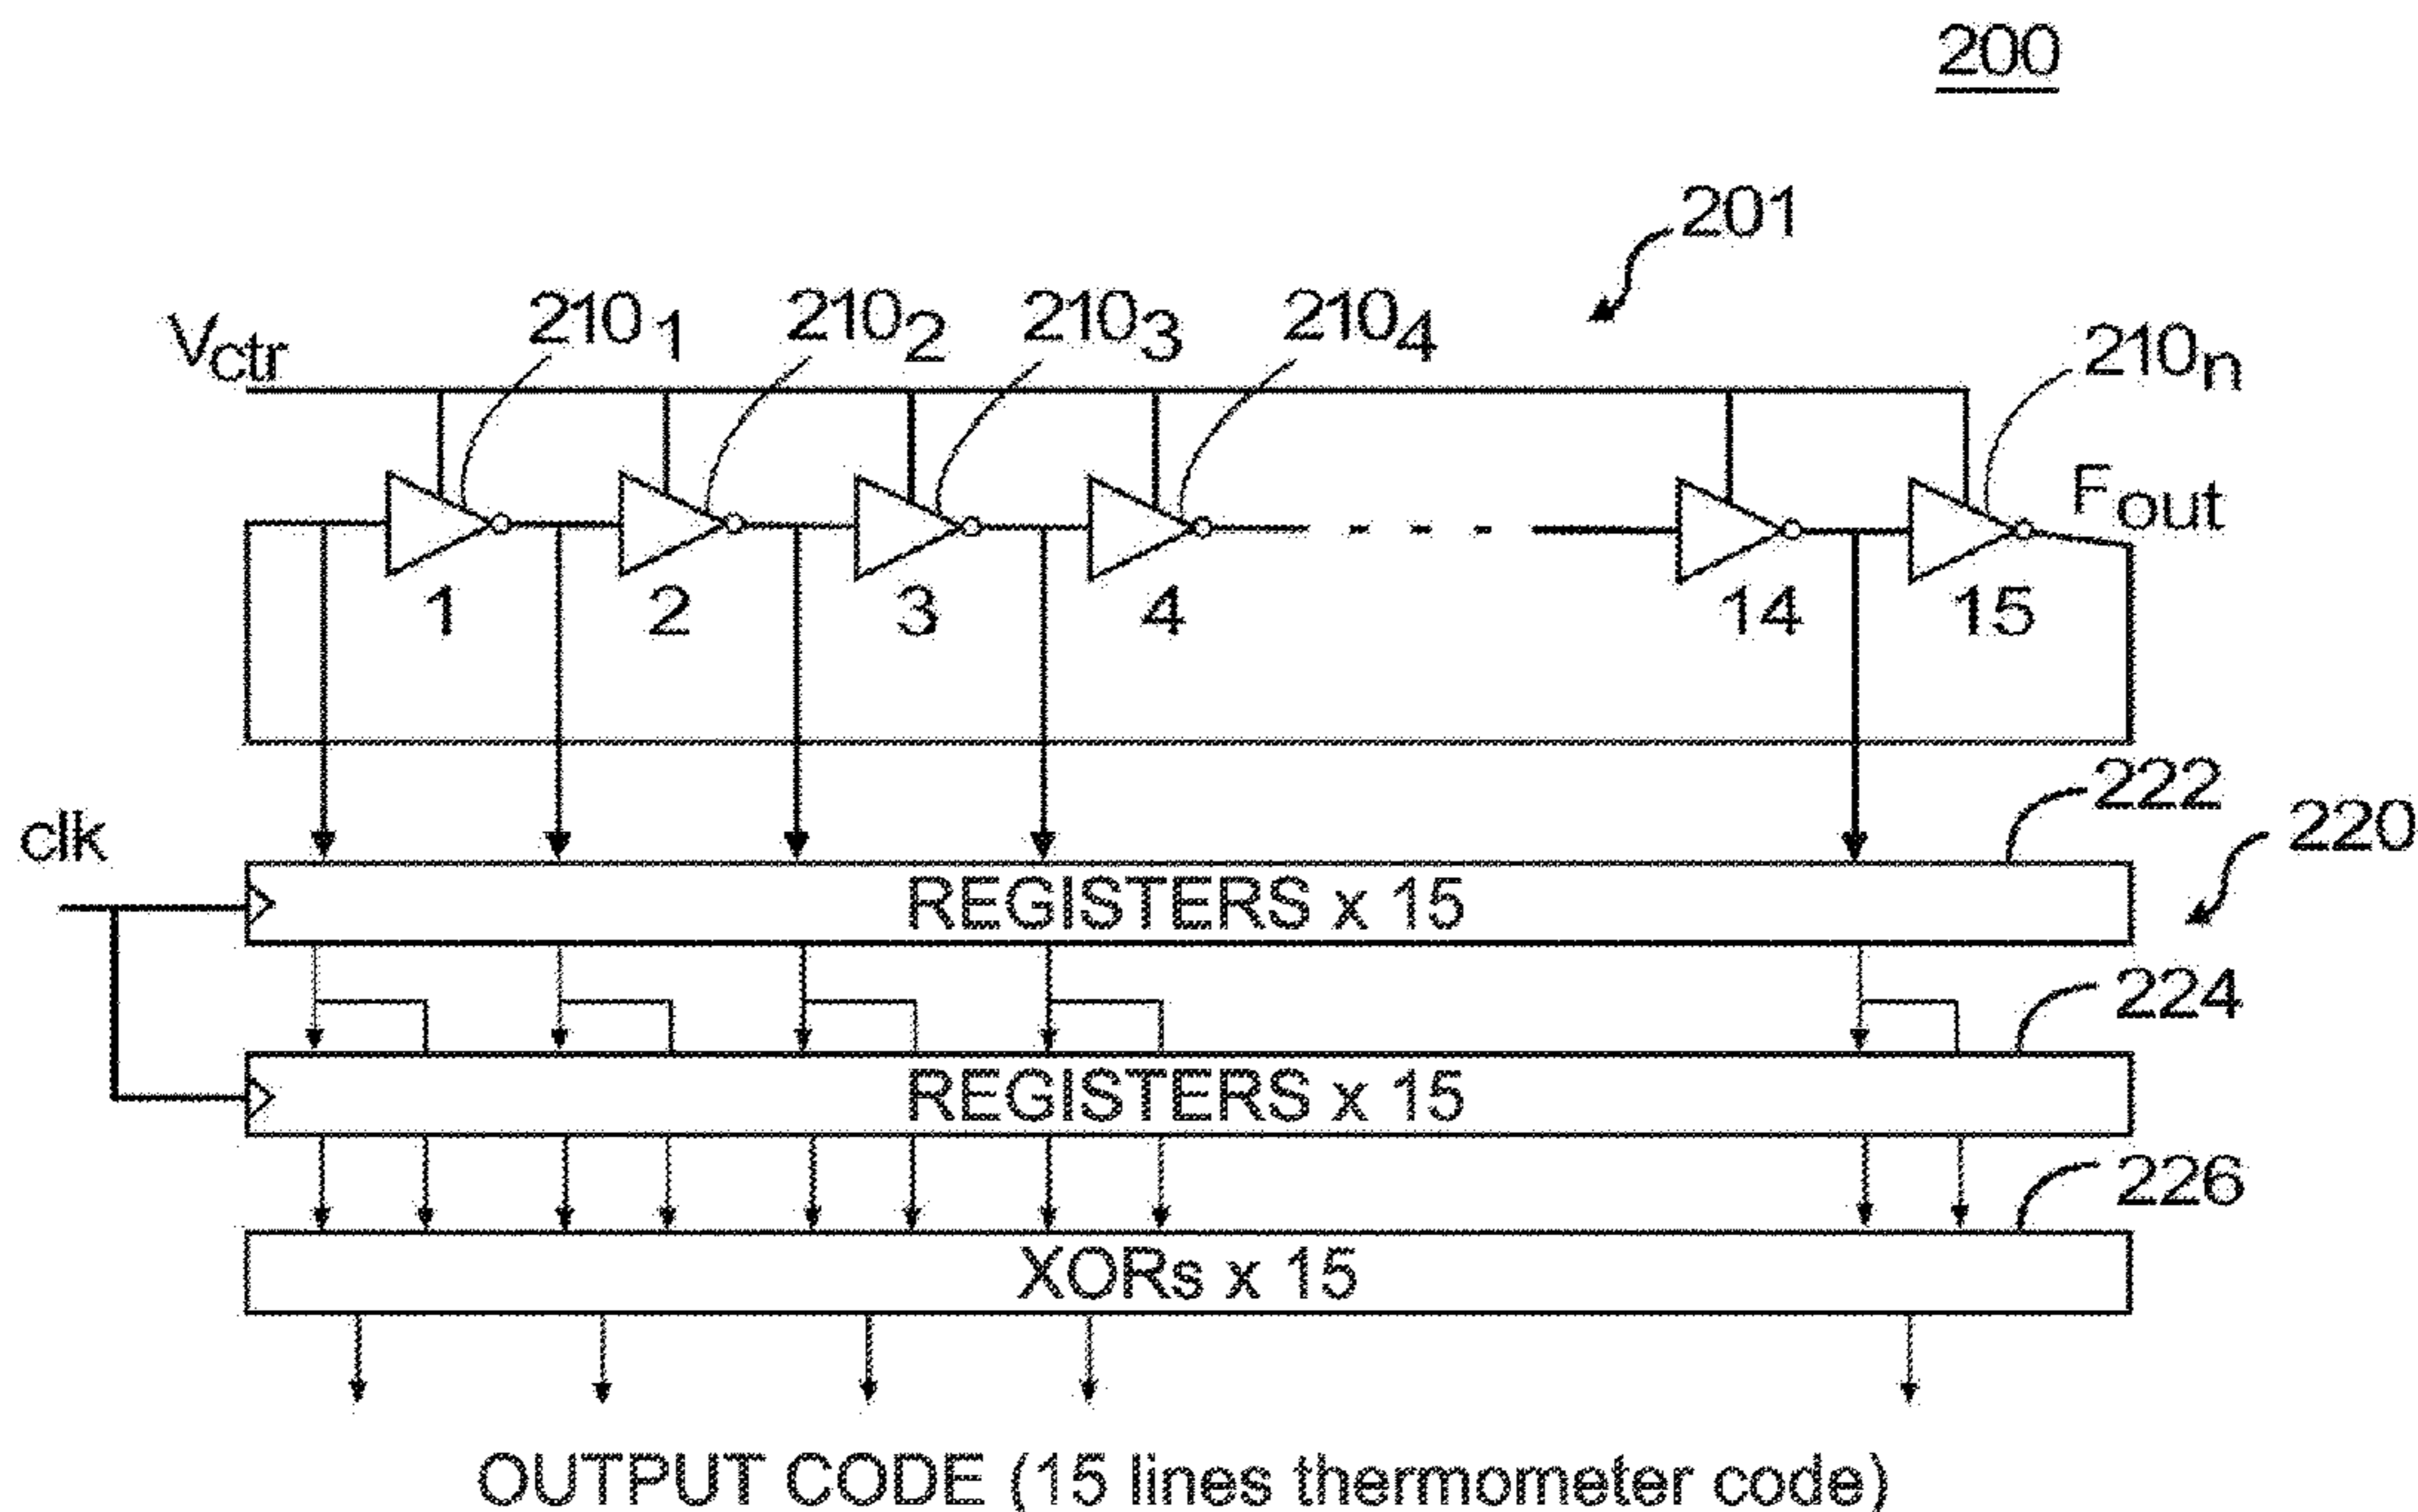 200
201
Vctr
210 1
210 2
210 3
210 4
210 n
Fout
1
2
3
4
14
15
222
220
clk
REGISTERS x 15
224
REGISTERS x 15
226
XORs x 15
OUTPUT CODE (15 lines thermometer code)